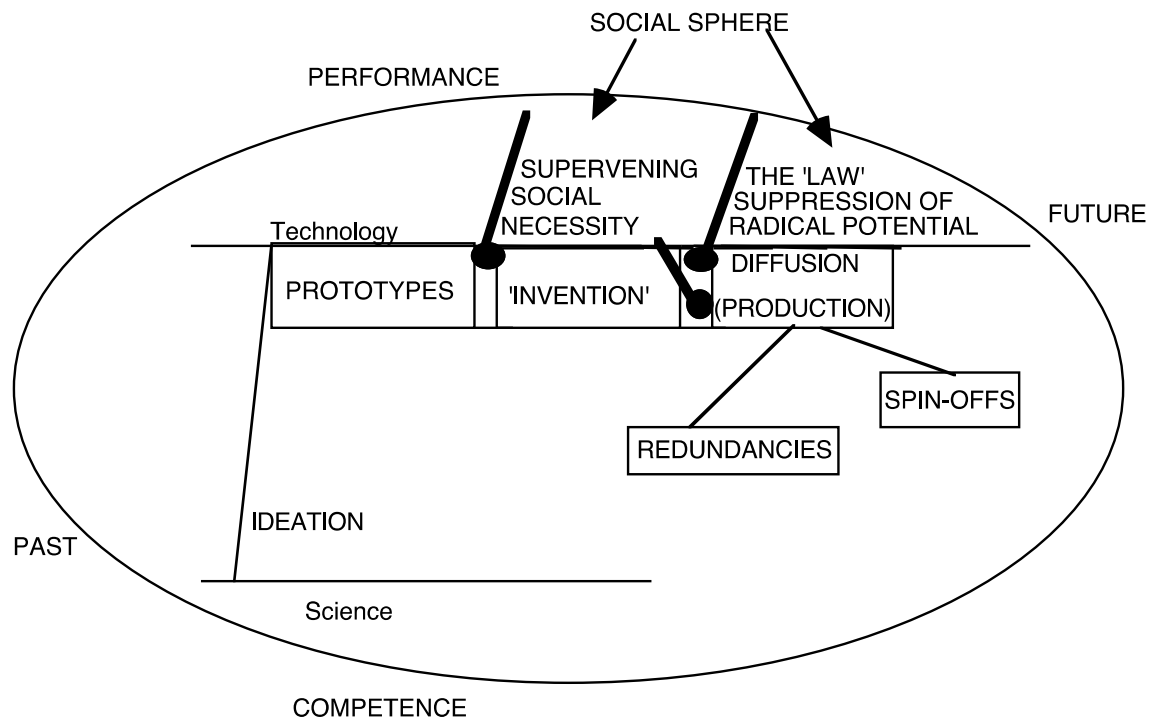 SOCIAL SPHERE
PERFORMANCE
SUPERVENING
SOCIAL
NECESSITY
THE 'LAW'
SUPPRESSION OF
RADICAL POTENTIAL
FUTURE
Technology
PROTOTYPES
'INVENTION'
DIFFUSION
(PRODUCTION)
SPIN-OFFS
REDUNDANCIES
IDEATION
PAST
Science
COMPETENCE